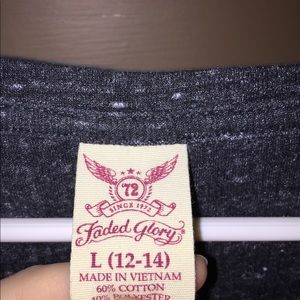 '72
SINCE 1972
Faded Glory
L (12-14)
MADE IN VIETNAM
60% COTTON
40% POLYESTER